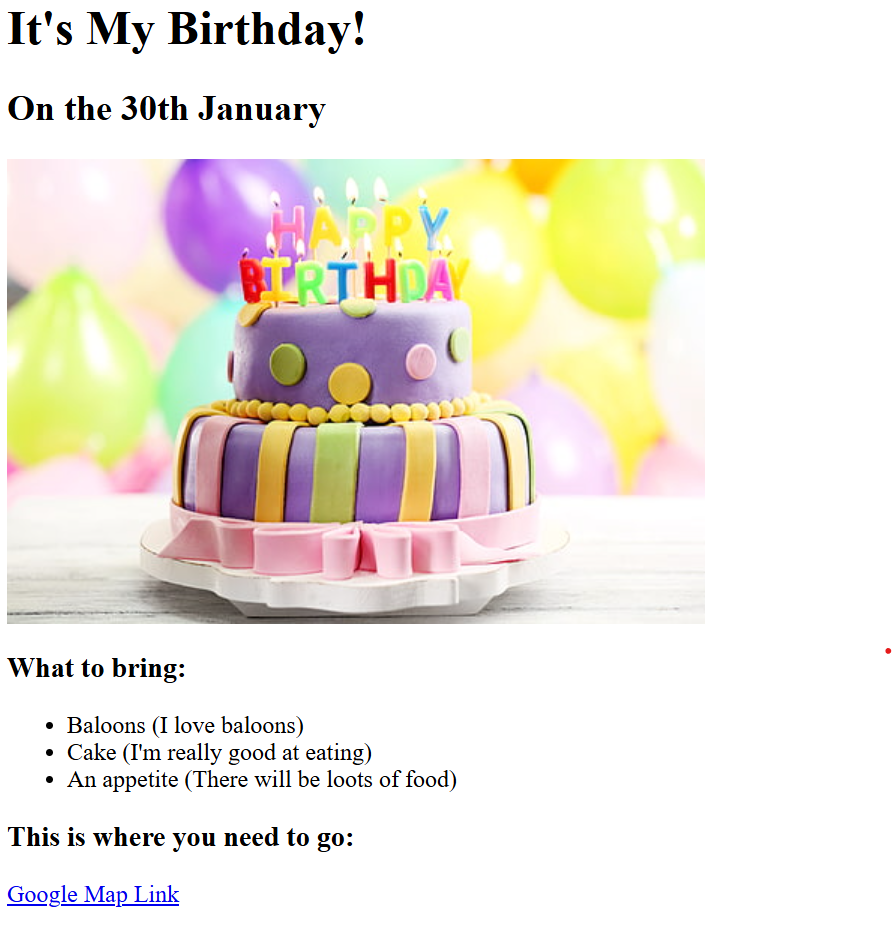 It's My Birthday!
On the 30th January
HAPPY
BIRTHDAY
What to bring:
Baloons (I love baloons)
Cake (I'm really good at eating)
An appetite (There will be loots of food)
This is where you need to go:
Google Map Link